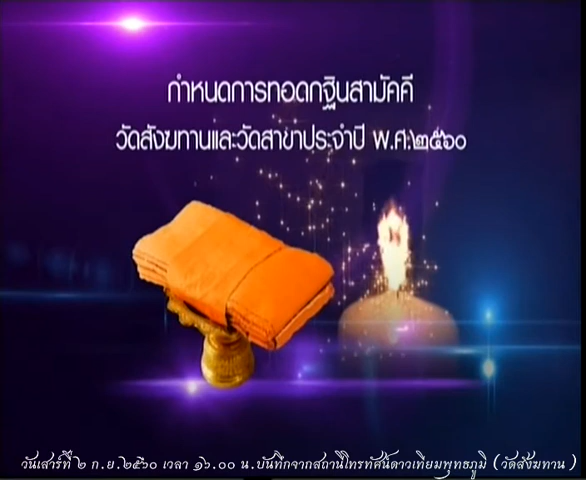 กำหนดการทอดกฐินสามัคคี
วัดสังฆทานและวัดสาขาประจำปี พ.ศ.๒๕๖๐
วันเสาร์ที่ ๒ ก.ย.๒๕๖๐ เวลา ๑๖.๐๐ น.บันทึกจากสถานีโทรทัศน์ดาวเทียมพุทธภูมิ (วัดสังฆทาน)